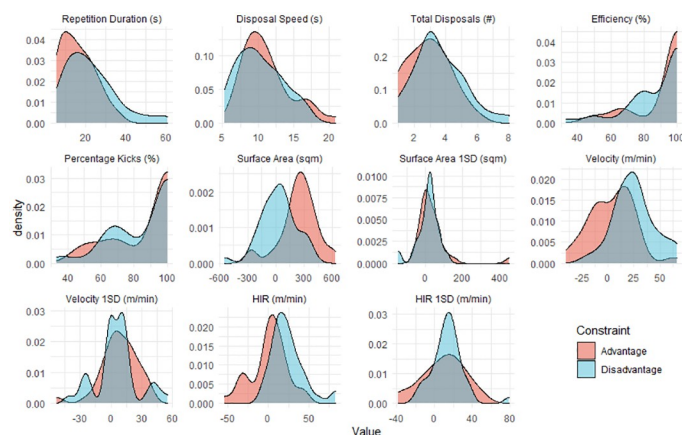 Repetition Duration (s)
Disposal Speed (s)
Total Disposals (#)
Efficiency (%)
0.04
0.03
0.02
0.01
0.00
20 40 60
0.10
0.05
0.00
5 10 15 20
0.2
0.1
0.0
2 4 6 8
0.04
0.03
0.02
0.01
0.00
40 60 80 100
Percentage Kicks (%)
Surface Area (sqm)
Surface Area 1SD (sqm)
Velocity (m/min)
0.03
0.02
0.01
0.00
40 60 80 100
0.002
0.001
0.000
-600 -300 0 300 600
0.0100
0.0075
0.0050
0.0025
0.0000
0 200 400
0.020
0.015
0.010
0.005
0.000
-25 0 25 50
Velocity 1SD (m/min)
HIR (m/min)
HIR 1SD (m/min)
0.03
0.02
0.01
0.00
-60 -30 0 30 60
0.020
0.015
0.010
0.005
0.000
-50 0 50
0.03
0.02
0.01
0.00
-40 0 40 80
density
Value
Constraint
Advantage
Disadvantage